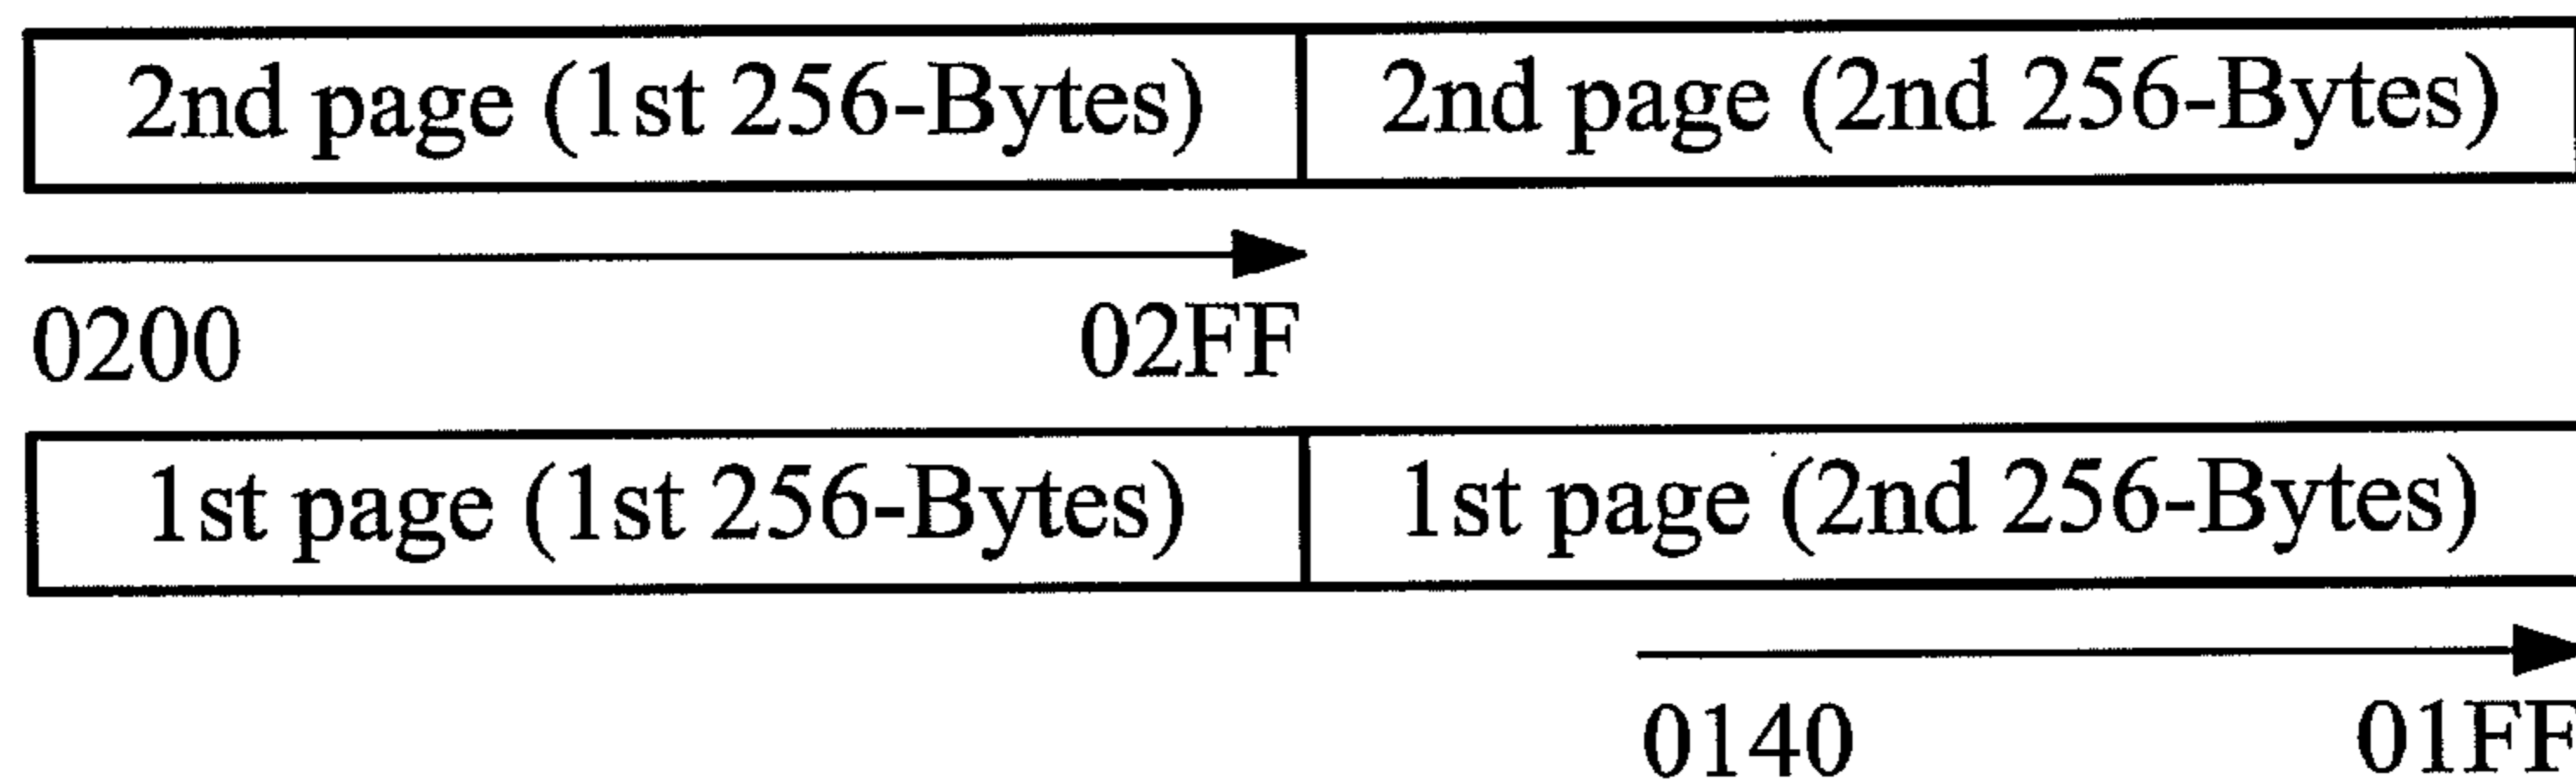 2nd page (1st 256-Bytes) 2nd page (2nd 256-Bytes)
0200 02FF
1st page (1st 256-Bytes) 1st page (2nd 256-Bytes)
0140 01FF